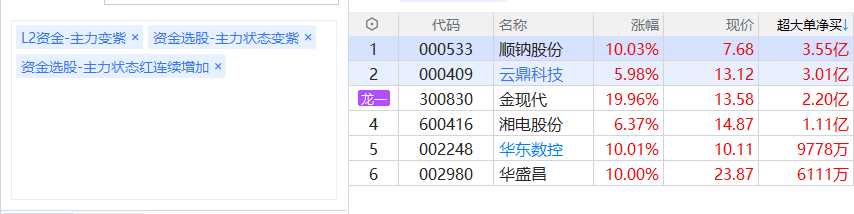 L2资金-主力变紫 × 资金选股-主力状态变紫 ×
资金选股-主力状态红连续增加 ×
代码 名称 涨幅 现价 超大单净买↓
1 000533 顺钠股份 10.03% 7.68 3.55亿
2 000409 云鼎科技 5.98% 13.12 3.01亿
龙一 300830 金现代 19.96% 13.58 2.20亿
4 600416 湘电股份 6.37% 14.87 1.11亿
5 002248 华东数控 10.01% 10.11 9778万
6 002980 华盛昌 10.00% 23.87 6111万